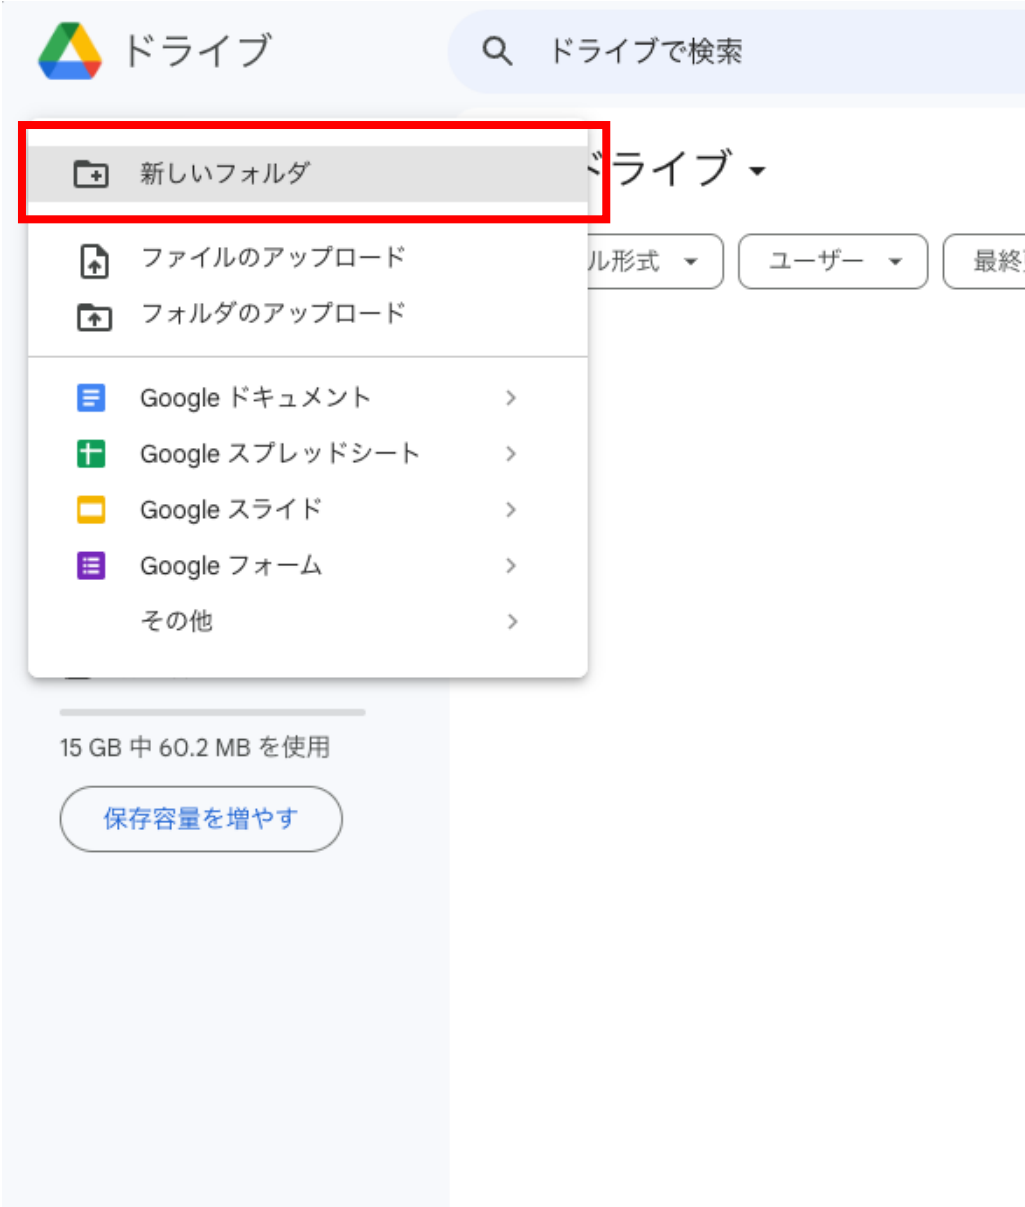 ドライブ
ドライブで検索
新しいフォルダ
ドライブ
ファイルのアップロード
ル形式
ユーザー
最終
フォルダのアップロード
Google ドキュメント
Google スプレッドシート
Google スライド
Google フォーム
その他
15 GB 中 60.2 MB を使用
保存容量を増やす